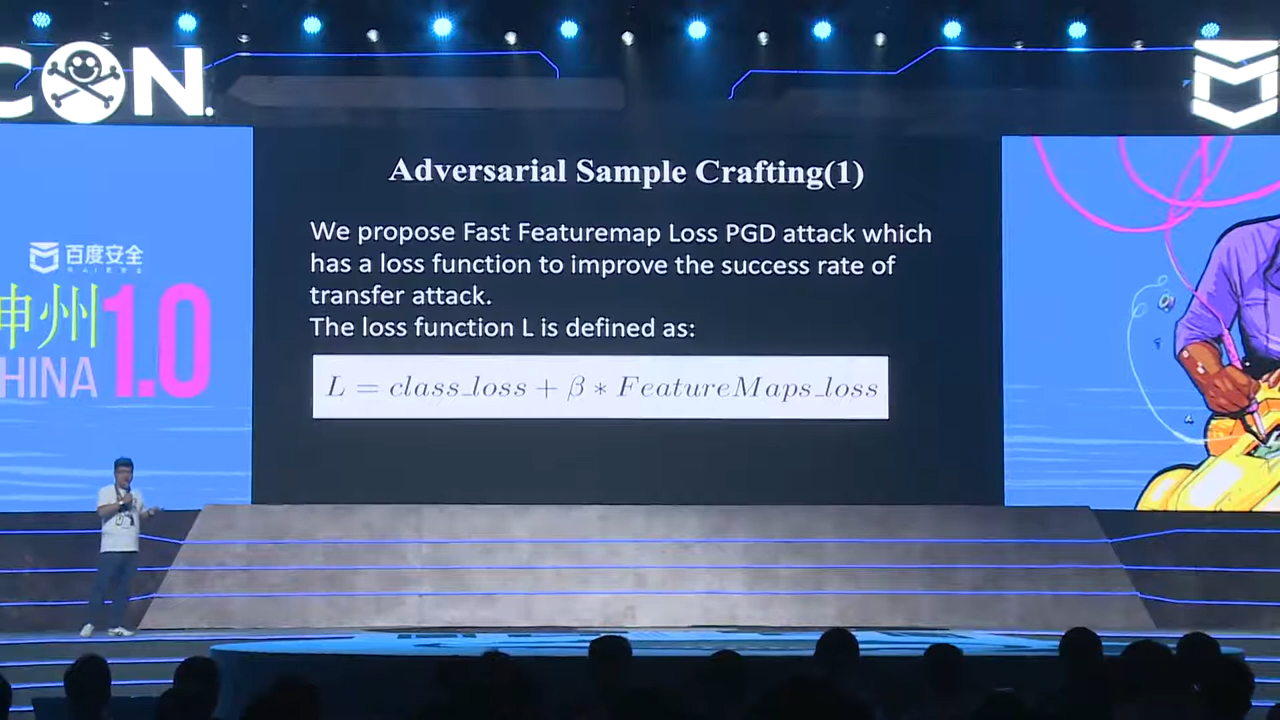 CON
Adversarial Sample Crafting(1)
We propose Fast Featuremap Loss PGD attack which
has a loss function to improve the success rate of
transfer attack.
The loss function L is defined as:
L = class_loss + β * FeatureMaps_loss
百度安全
神州1.0
HINA